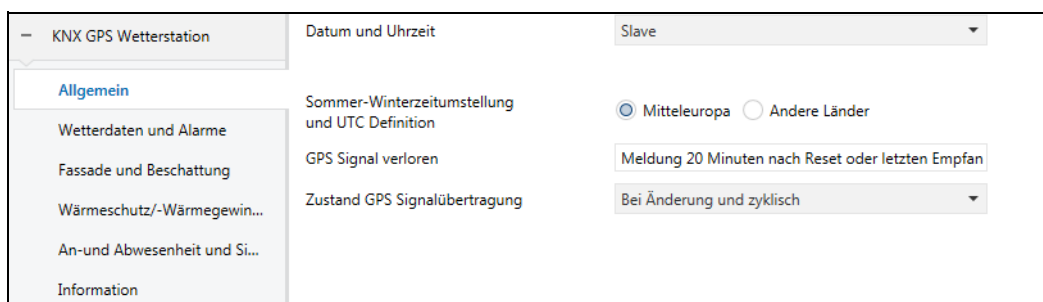 − KNX GPS Wetterstation
Allgemein
Wetterdaten und Alarme
Fassade und Beschattung
Wärmeschutz/-Wärmegewin...
An-und Abwesenheit und Si...
Information
Datum und Uhrzeit Slave
Sommer-Winterzeitumstellung
und UTC Definition
Mitteleuropa Andere Länder
GPS Signal verloren Meldung 20 Minuten nach Reset oder letzten Empfan
Zustand GPS Signalübertragung Bei Änderung und zyklisch